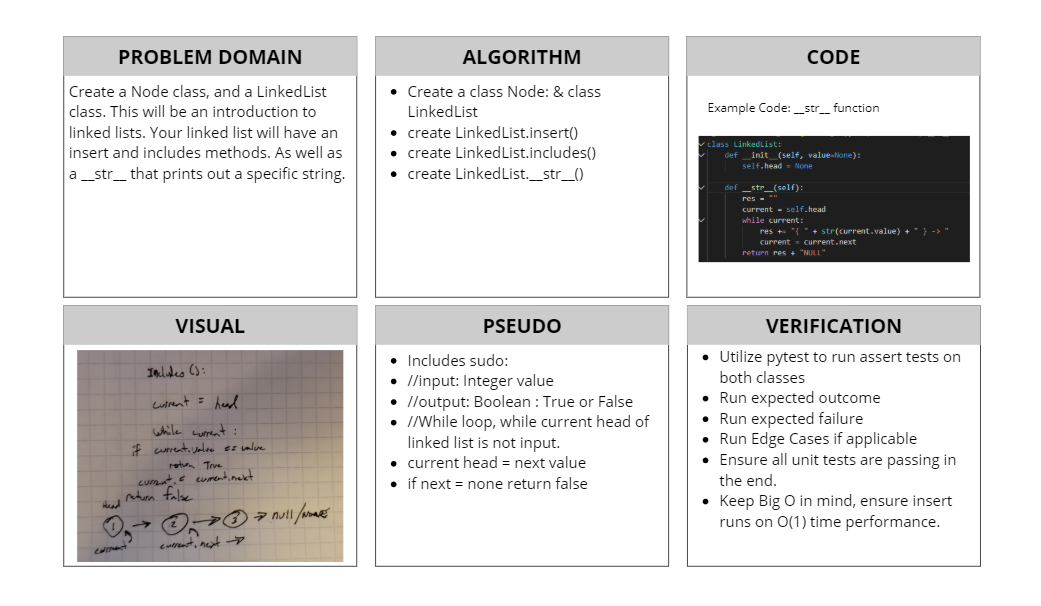 PROBLEM DOMAIN
Create a Node class, and a LinkedList
class. This will be an introduction to
linked lists. Your linked list will have an
insert and includes methods. As well as
a __str__ that prints out a specific string.
ALGORITHM
• Create a class Node: & class
LinkedList
• create LinkedList.insert()
• create LinkedList.includes()
• create LinkedList.__str__()
CODE
Example Code: __str__ function
class LinkedList:
def __init__(self, value=None):
self.head = None
def __str__(self):
res = ""
current = self.head
while current:
res += "{ " + str(current.value) + " } -> "
current = current.next
return res + "NULL"
VISUAL
Includes ():
current = head
While current :
if current.value == value
return True
current = current.next
return false
Head
1 → 2 → 3 → null/NONE
current current.next →
PSEUDO
• Includes sudo:
• //input: Integer value
• //output: Boolean : True or False
• //While loop, while current head of
linked list is not input.
• current head = next value
• if next = none return false
VERIFICATION
• Utilize pytest to run assert tests on
both classes
• Run expected outcome
• Run expected failure
• Run Edge Cases if applicable
• Ensure all unit tests are passing in
the end.
• Keep Big O in mind, ensure insert
runs on O(1) time performance.